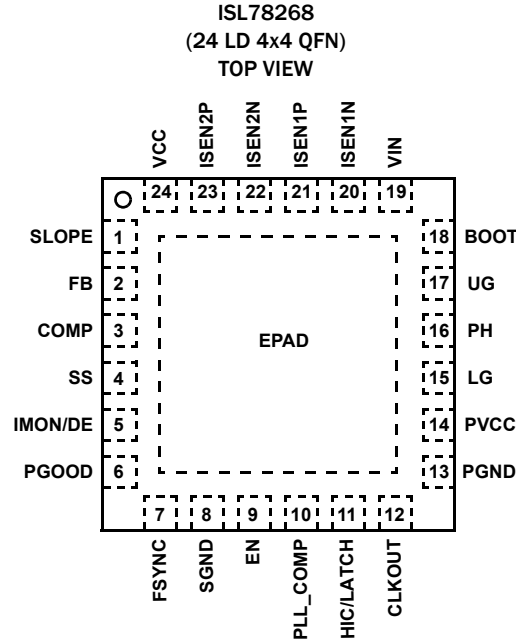 ISL78268
(24 LD 4x4 QFN)
TOP VIEW
VCC
ISEN2P
ISEN2N
ISEN1P
ISEN1N
VIN
24 23 22 21 20 19
SLOPE 1
FB 2
COMP 3
SS 4
IMON/DE 5
PGOOD 6
EPAD
18 BOOT
17 UG
16 PH
15 LG
14 PVCC
13 PGND
7 8 9 10 11 12
FSYNC
SGND
EN
PLL_COMP
HIC/LATCH
CLKOUT